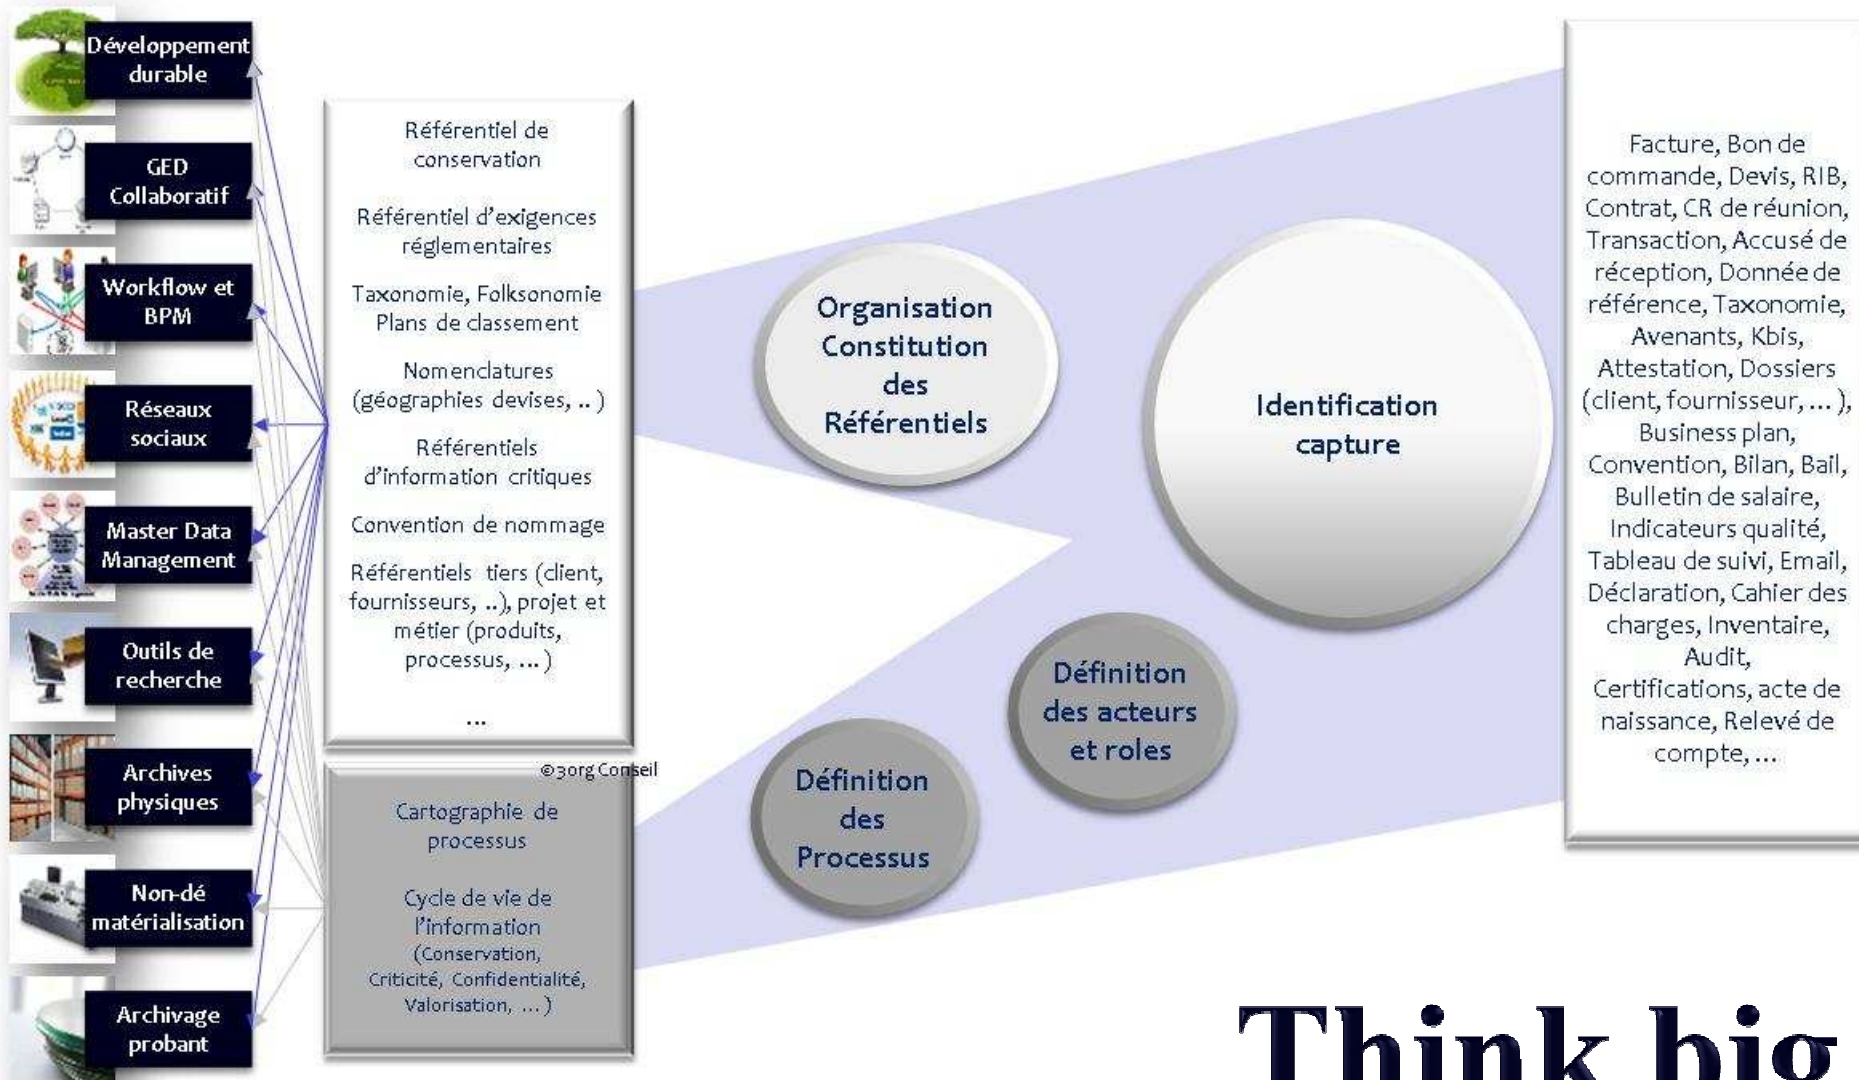 Développement
durable
GED
Collaboratif
Workflow et
BPM
Réseaux
sociaux
Master Data
Management
Outils de
recherche
Archives
physiques
Non-dé
matérialisation
Archivage
probant
Référentiel de
conservation
Référentiel d'exigences
réglementaires
Taxonomie, Folksonomie
Plans de classement
Nomenclatures
(géographies devises, .. )
Référentiels
d'information critiques
Convention de nommage
Référentiels tiers (client,
fournisseurs, ..), projet et
métier (produits,
processus, ... )
...
©3org Conseil
Cartographie de
processus
Cycle de vie de
l'information
(Conservation,
Criticité, Confidentialité,
Valorisation, ... )
Organisation
Constitution
des
Référentiels
Définition
des
Processus
Définition
des acteurs
et roles
Identification
capture
Facture, Bon de
commande, Devis, RIB,
Contrat, CR de réunion,
Transaction, Accusé de
réception, Donnée de
référence, Taxonomie,
Avenants, Kbis,
Attestation, Dossiers
(client, fournisseur, ... ),
Business plan,
Convention, Bilan, Bail,
Bulletin de salaire,
Indicateurs qualité,
Tableau de suivi, Email,
Déclaration, Cahier des
charges, Inventaire,
Audit,
Certifications, acte de
naissance, Relevé de
compte, ...
Think big